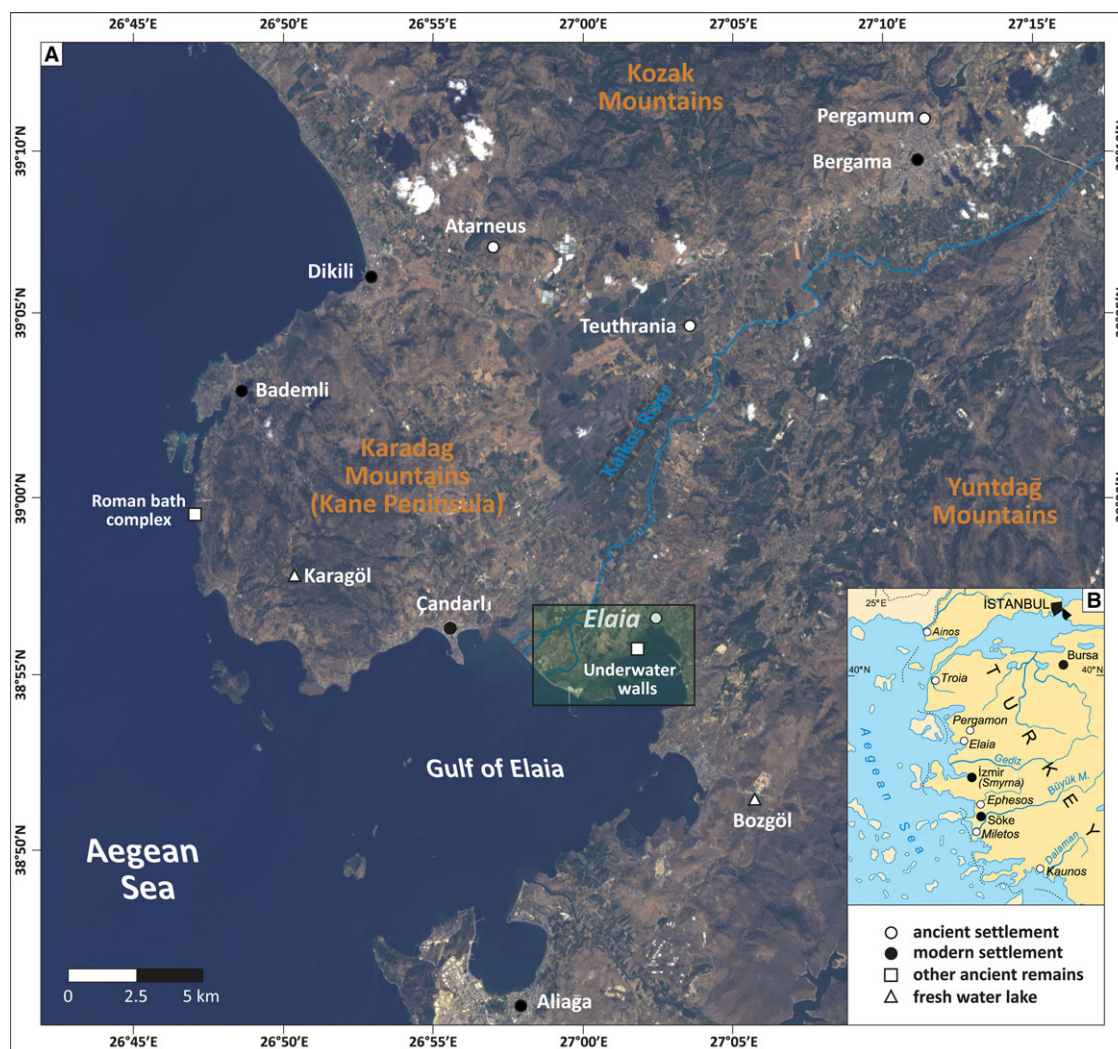 26°45'E 26°50'E 26°55'E 27°00'E 27°05'E 27°10'E 27°15'E
A
Kozak
Mountains
Pergamum
Bergama
39°10'N
Atarneus
Dikili
39°05'N 39°05'N
Teuthrania
Bademli
Kaikos River
Karadag
Mountains
(Kane Peninsula)
Yuntdağ
Mountains
39°00'N
Roman bath
complex
Karagöl
Çandarlı
Elaia
Underwater
walls
38°55'N
Gulf of Elaia
Bozgöl
38°50'N
Aegean
Sea
0 2.5 5 km
Aliağa
26°45'E 26°50'E 26°55'E 27°00'E 27°05'E 27°10'E 27°15'E
B
25°E
İSTANBUL
Ainos
Bursa
40°N 40°N
Troia
TURKEY
Pergamon
Elaia
Gediz
İzmir
(Smyrna)
Büyük M.
Ephesos
Söke
Miletos
Dalaman
Kaunos
Aegean Sea
ancient settlement
modern settlement
other ancient remains
fresh water lake